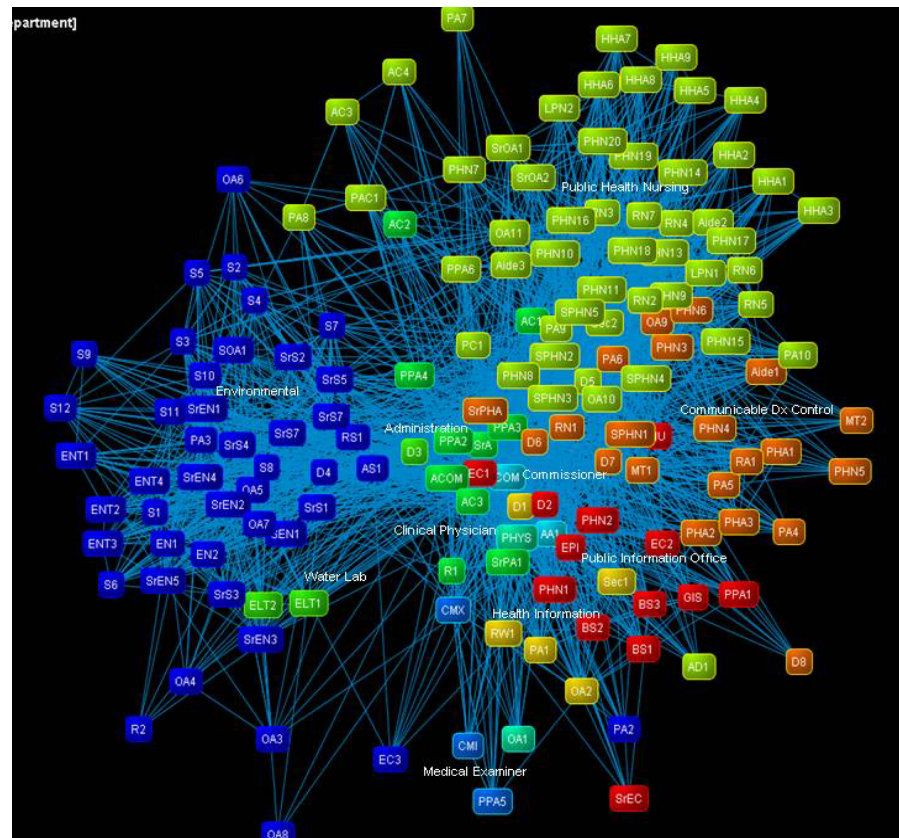 partment]
PA7
HHA7
HHA9
AC4
HHA6
HHA8
HHA5
HHA4
AC3
LPN2
SrOA1
PHN20
PHN19
HHA2
PHN7
SrOA2
PHN14
HHA1
OA6
Public Health Nursing
PAC1
HHA3
PA8
AC2
PHN16
RN3
RN7
RN4
Aide2
OA11
PHN17
PHN10
PHN18
HN13
S5
S2
PPA6
Aide3
LPN1
RN6
S4
PHN11
RN2
HN9
RN5
SPHN5
PHN6
S7
AC1
PA9
OA9
S3
SOA1
SrS2
PC1
PHN3
PHN15
S9
SPHN2
PA6
PA10
S10
SrS5
PPA4
PHN8
D5
SPHN4
Aide1
Environmental
S12
S11
SrEN1
SPHN3
OA10
SrPHA
Communicable Dx Control
SrS7
SrS7
Administration
PPA3
RN1
SPHN1
PHN4
MT2
ENT1
PA3
SrS4
RS1
PPA2
SrA
D6
D3
PHA1
S8
D4
AS1
D7
RA1
ENT4
SrEN4
ACOM
EC1
COM
Commissioner
MT1
PHN5
OA5
PA5
ENT2
S1
SrEN2
SrS1
AC3
D1
D2
OA7
Clinical Physician
PHN2
PHA3
ENT3
EN1
SEN1
PHYS
AA1
PHA2
PA4
EN2
EPI
EC2
SrPA1
Public Information Office
S6
SrEN5
Water Lab
R1
Sec1
SrS3
PHN1
ELT2
ELT1
CMX
Health Information
BS3
GIS
PPA1
SrEN3
RW1
BS2
PA1
BS1
D8
OA4
AD1
OA2
R2
OA3
PA2
OA1
CMI
EC3
Medical Examiner
PPA5
SrEC
OA8